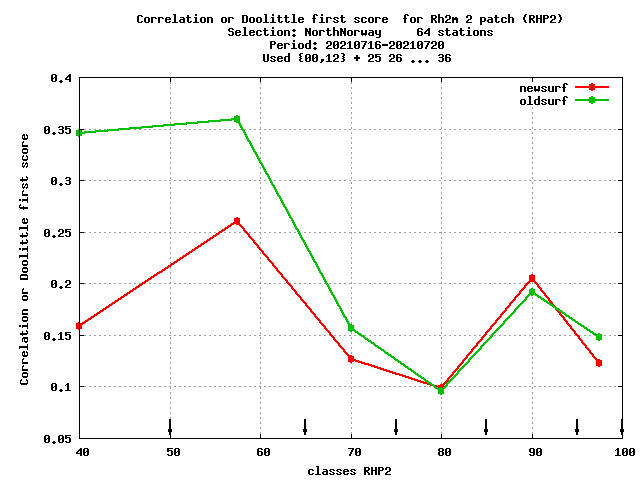 Correlation or Doolittle first score  for Rh2m 2 patch (RHP2)
Selection: NorthNorway     64 stations
Period: 20210716-20210720
Used {00,12} + 25 26 ... 36
newsurf
oldsurf
Correlation or Doolittle first score
0.4
0.35
0.3
0.25
0.2
0.15
0.1
0.05
40 50 60 70 80 90 100
classes RHP2